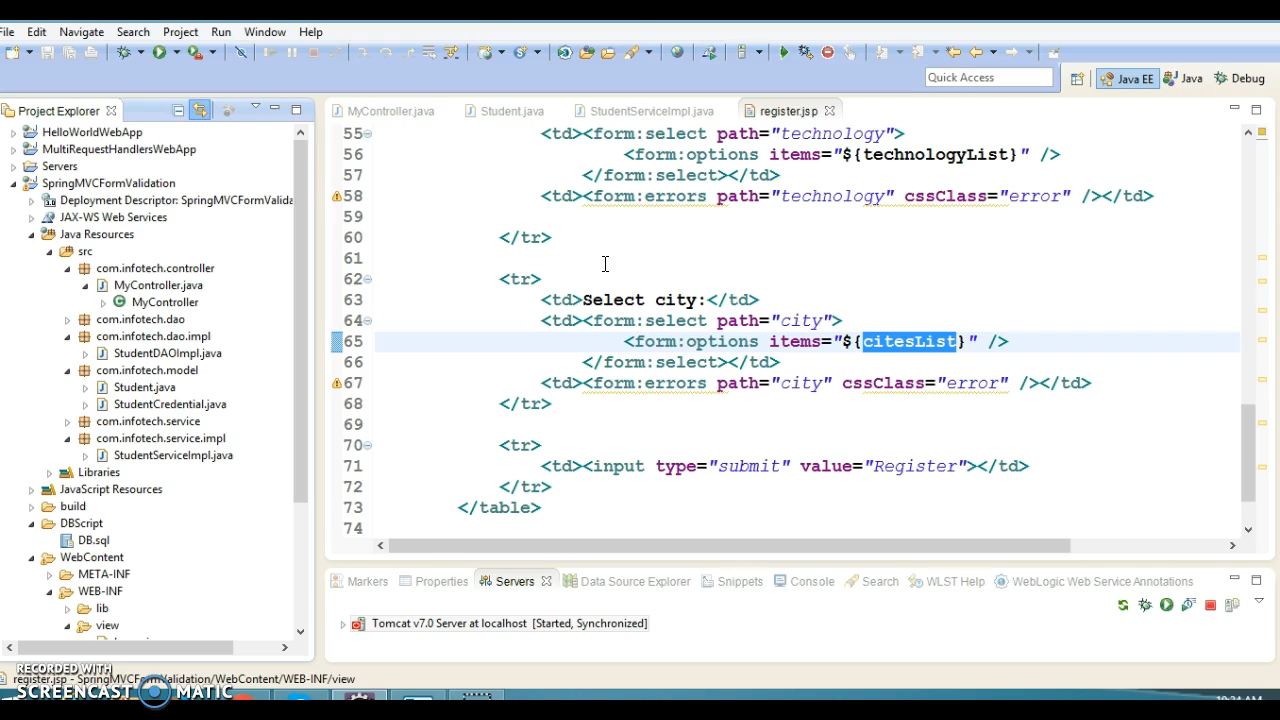 File Edit Navigate Search Project Run Window Help
Quick Access
Java EE Java Debug
Project Explorer
HelloWorldWebApp
MultiRequestHandlersWebApp
Servers
SpringMVCFormValidation
Deployment Descriptor: SpringMVCFormValida
JAX-WS Web Services
Java Resources
src
com.infotech.controller
MyController.java
MyController
com.infotech.dao
com.infotech.dao.impl
StudentDAOImpl.java
com.infotech.model
Student.java
StudentCredential.java
com.infotech.service
com.infotech.service.impl
StudentServiceImpl.java
Libraries
JavaScript Resources
build
DBScript
DB.sql
WebContent
META-INF
WEB-INF
lib
view
MyController.java Student.java StudentServiceImpl.java register.jsp
55 <td><form:select path="technology">
56 <form:options items="${technologyList}" />
57 </form:select></td>
58 <td><form:errors path="technology" cssClass="error" /></td>
59
60 </tr>
61
62 <tr>
63 <td>Select city:</td>
64 <td><form:select path="city">
65 <form:options items="${citesList}" />
66 </form:select></td>
67 <td><form:errors path="city" cssClass="error" /></td>
68 </tr>
69
70 <tr>
71 <td><input type="submit" value="Register"></td>
72 </tr>
73 </table>
74
Markers Properties Servers Data Source Explorer Snippets Console Search WLST Help WebLogic Web Service Annotations
Tomcat v7.0 Server at localhost [Started, Synchronized]
register.jsp - SpringMVCFormValidation/WebContent/WEB-INF/view
RECORDED WITH
SCREENCAST MATIC